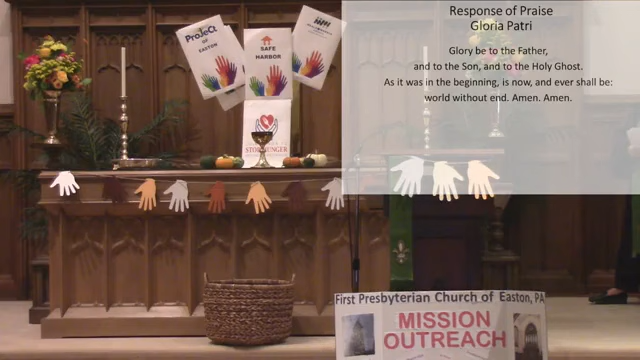 Response of Praise
Gloria Patri
Glory be to the Father,
and to the Son, and to the Holy Ghost.
As it was in the beginning, is now, and ever shall be:
world without end. Amen. Amen.
ProJeCt
OF
EASTON
SAFE
HARBOR
STOP HUNGER
First Presbyterian Church of Easton, PA
MISSION
OUTREACH